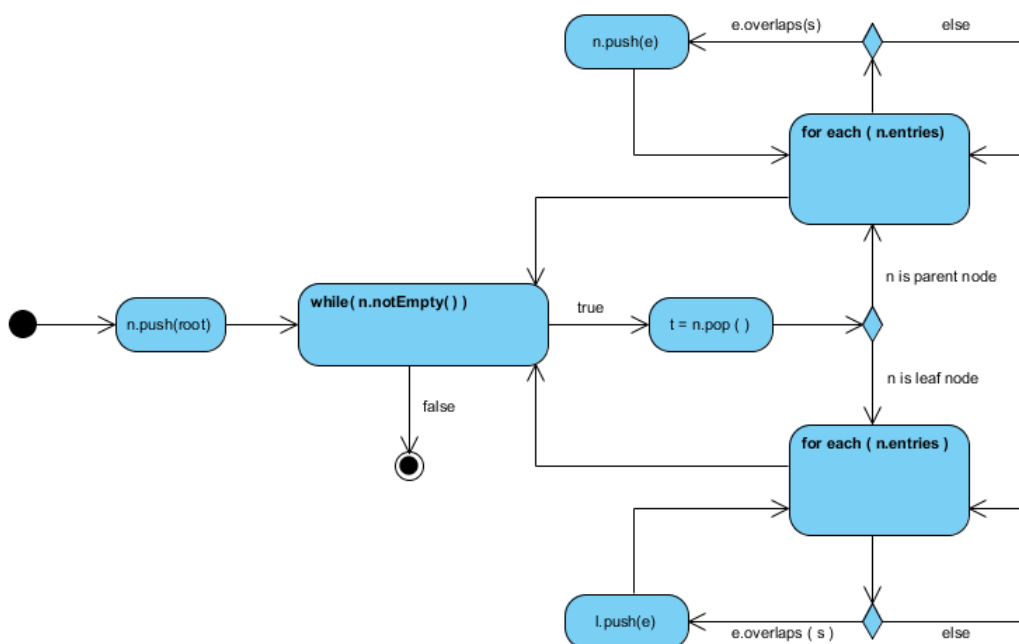 e.overlaps(s)
else
n.push(e)
for each ( n.entries)
n is parent node
while( n.notEmpty( ) )
true
n.push(root)
t = n.pop ( )
n is leaf node
false
for each ( n.entries )
l.push(e)
e.overlaps ( s )
else